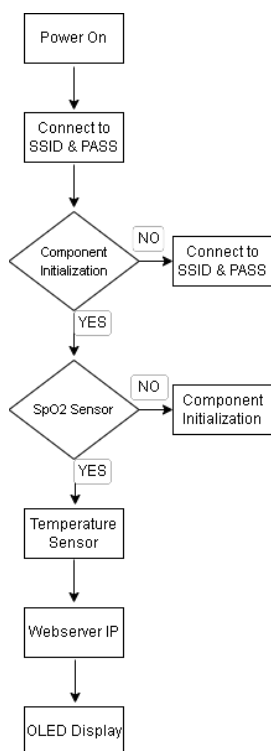 Power On
Connect to
SSID & PASS
Component
Initialization
NO
Connect to
SSID & PASS
YES
SpO2 Sensor
NO
Component
Initialization
YES
Temperature
Sensor
Webserver IP
OLED Display